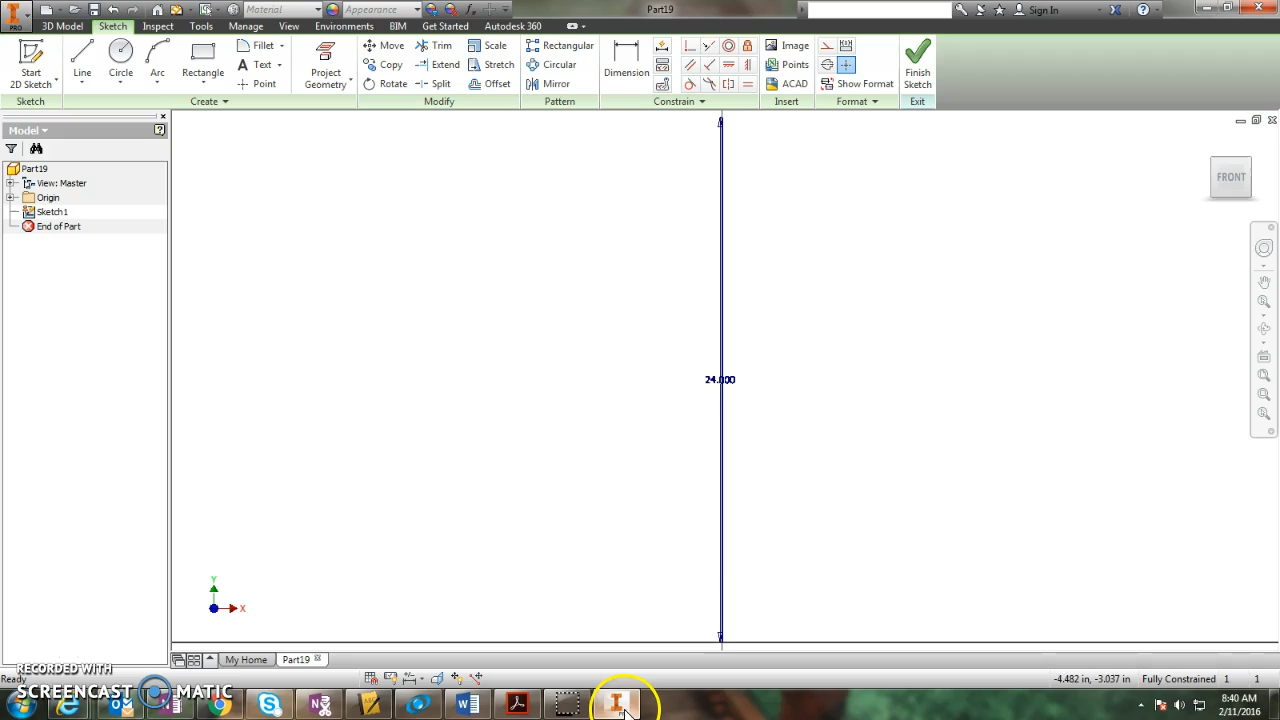 Material
Appearance
Part19
Sign In
PRO
3D Model
Sketch
Inspect
Tools
Manage
View
Environments
BIM
Get Started
Autodesk 360
Start
2D Sketch
Line
Circle
Arc
Rectangle
Fillet
Text
Point
Project
Geometry
Move
Copy
Rotate
Trim
Extend
Split
Scale
Stretch
Offset
Rectangular
Circular
Mirror
Dimension
Image
Points
ACAD
Show Format
Finish
Sketch
Sketch
Create
Modify
Pattern
Constrain
Insert
Format
Exit
Model
Part19
View: Master
Origin
Sketch1
End of Part
FRONT
24.000
Y
X
My Home
Part19
Ready
-4.482 in, -3.037 in
Fully Constrained
1
1
RECORDED WITH
SCREENCAST MATIC
8:40 AM
2/11/2016